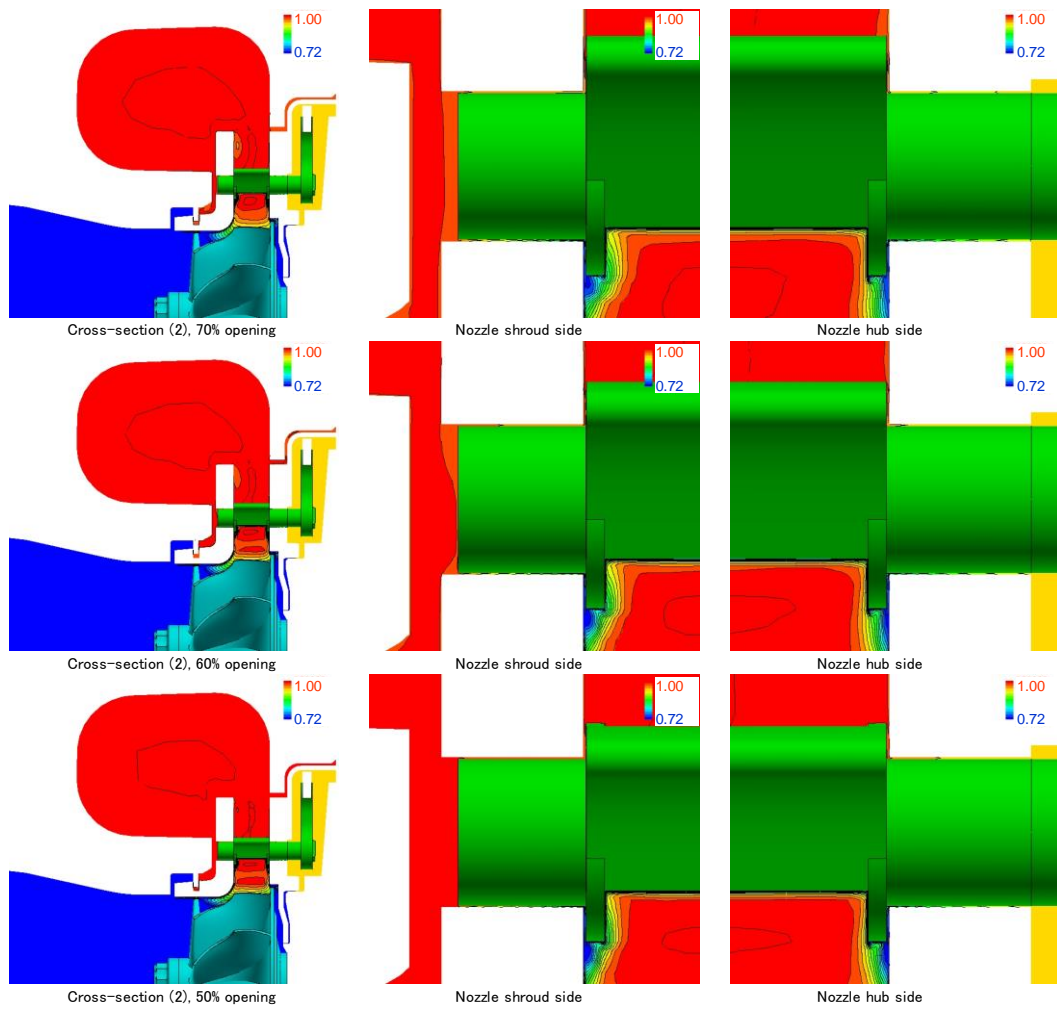 1.00
0.72
1.00
0.72
1.00
0.72
Cross-section (2), 70% opening
Nozzle shroud side
Nozzle hub side
1.00
0.72
1.00
0.72
1.00
0.72
Cross-section (2), 60% opening
Nozzle shroud side
Nozzle hub side
1.00
0.72
1.00
0.72
1.00
0.72
Cross-section (2), 50% opening
Nozzle shroud side
Nozzle hub side